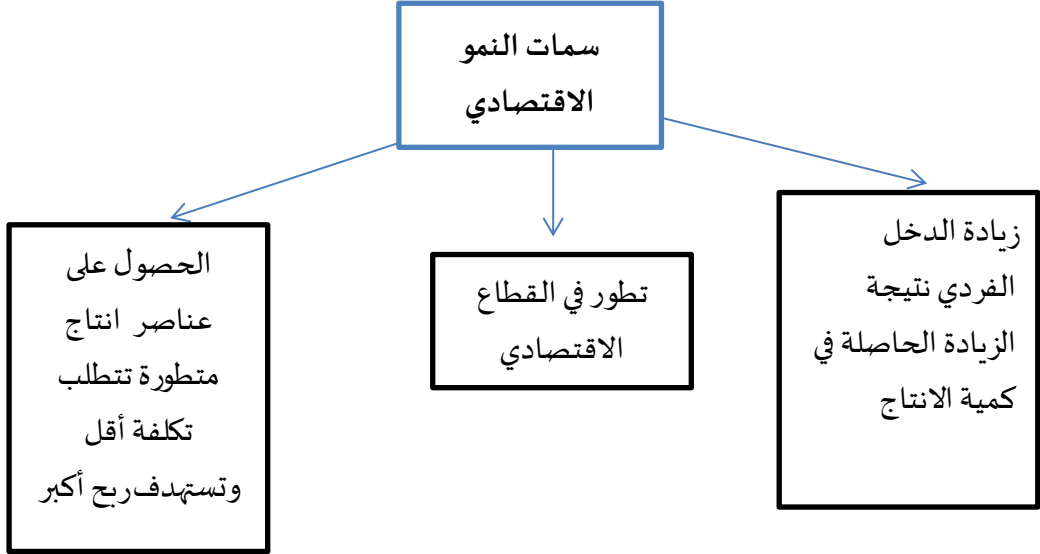 سمات النمو
الاقتصادي
زيادة الدخل
الفردي نتيجة
الزيادة الحاصلة في
كمية الانتاج
تطور في القطاع
الاقتصادي
الحصول على
عناصر انتاج
متطورة تتطلب
تكلفة أقل
وتستهدف ربح أكبر